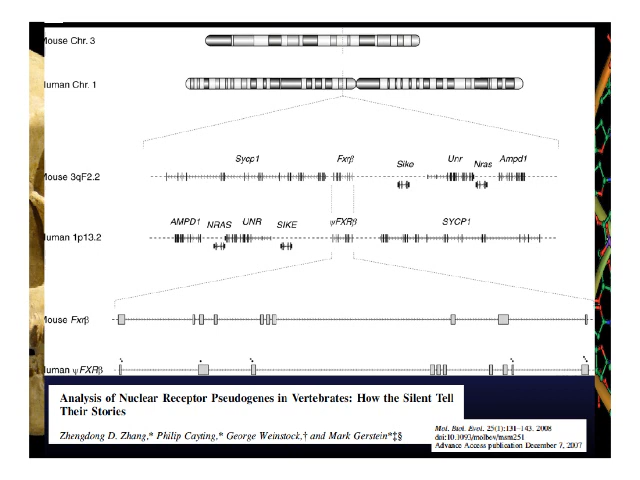 Mouse Chr. 3
Human Chr. 1
Sycp1 Fxrβ Sike Unr Nras Ampd1
Mouse 3qF2.2
AMPD1 NRAS UNR SIKE ψFXRβ SYCP1
Human 1p13.2
Mouse Fxrβ
Human ψFXRβ
Analysis of Nuclear Receptor Pseudogenes in Vertebrates: How the Silent Tell
Their Stories
Zhengdong D. Zhang,* Philip Cayting,* George Weinstock,† and Mark Gerstein*‡§
Mol. Biol. Evol. 25(1):131–143. 2008
doi:10.1093/molbev/msm251
Advance Access publication December 7, 2007